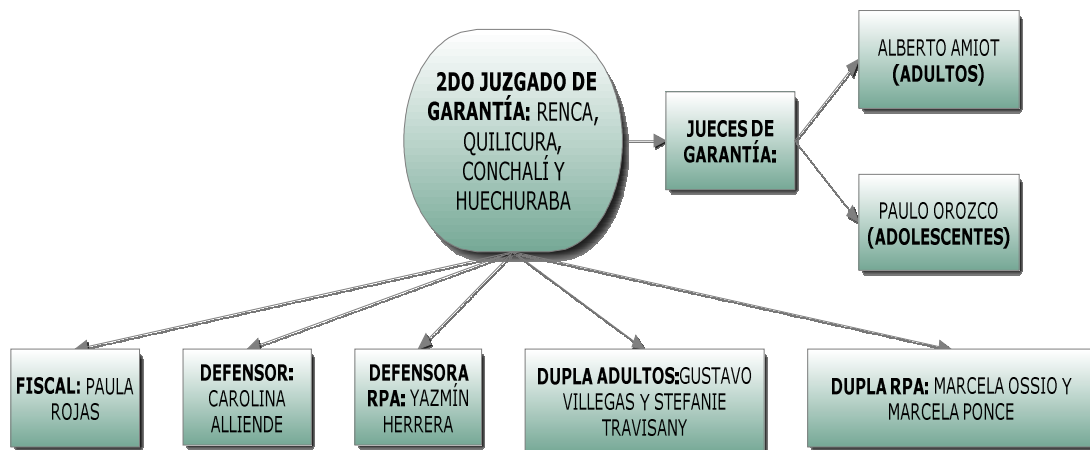 2DO JUZGADO DE
GARANTÍA: RENCA,
QUILICURA,
CONCHALÍ Y
HUECHURABA
JUECES DE
GARANTÍA:
ALBERTO AMIOT
(ADULTOS)
PAULO OROZCO
(ADOLESCENTES)
FISCAL: PAULA
ROJAS
DEFENSOR:
CAROLINA
ALLIENDE
DEFENSORA
RPA: YAZMÍN
HERRERA
DUPLA ADULTOS:GUSTAVO
VILLEGAS Y STEFANIE
TRAVISANY
DUPLA RPA: MARCELA OSSIO Y
MARCELA PONCE